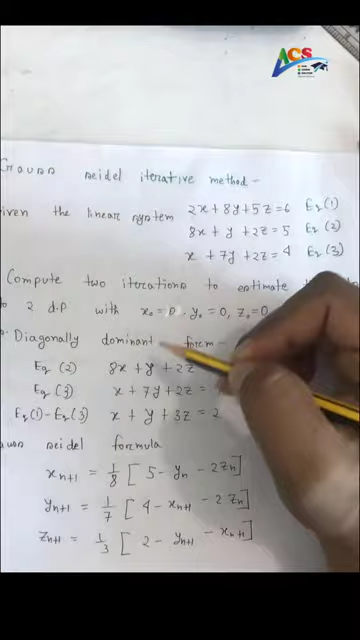 ACS
Gauss seidel iterative method -
Given the linear system 2x + 8y + 5z = 6 Eq (1)
8x + y + 2z = 5 Eq (2)
x + 7y + 2z = 4 Eq (3)
Compute two iterations to estimate
to 2 d.p with x₀ = 0, y₀ = 0, z₀ = 0
Diagonally dominant form -
Eq (2) 8x + y + 2z
Eq (3) x + 7y + 2z =
Eq (1) - Eq (3) x + y + 3z = 2
Gauss seidel formula
xₙ₊₁ = 1/8 [ 5 - yₙ - 2zₙ ]
yₙ₊₁ = 1/7 [ 4 - xₙ₊₁ - 2zₙ ]
zₙ₊₁ = 1/3 [ 2 - yₙ₊₁ - xₙ₊₁ ]